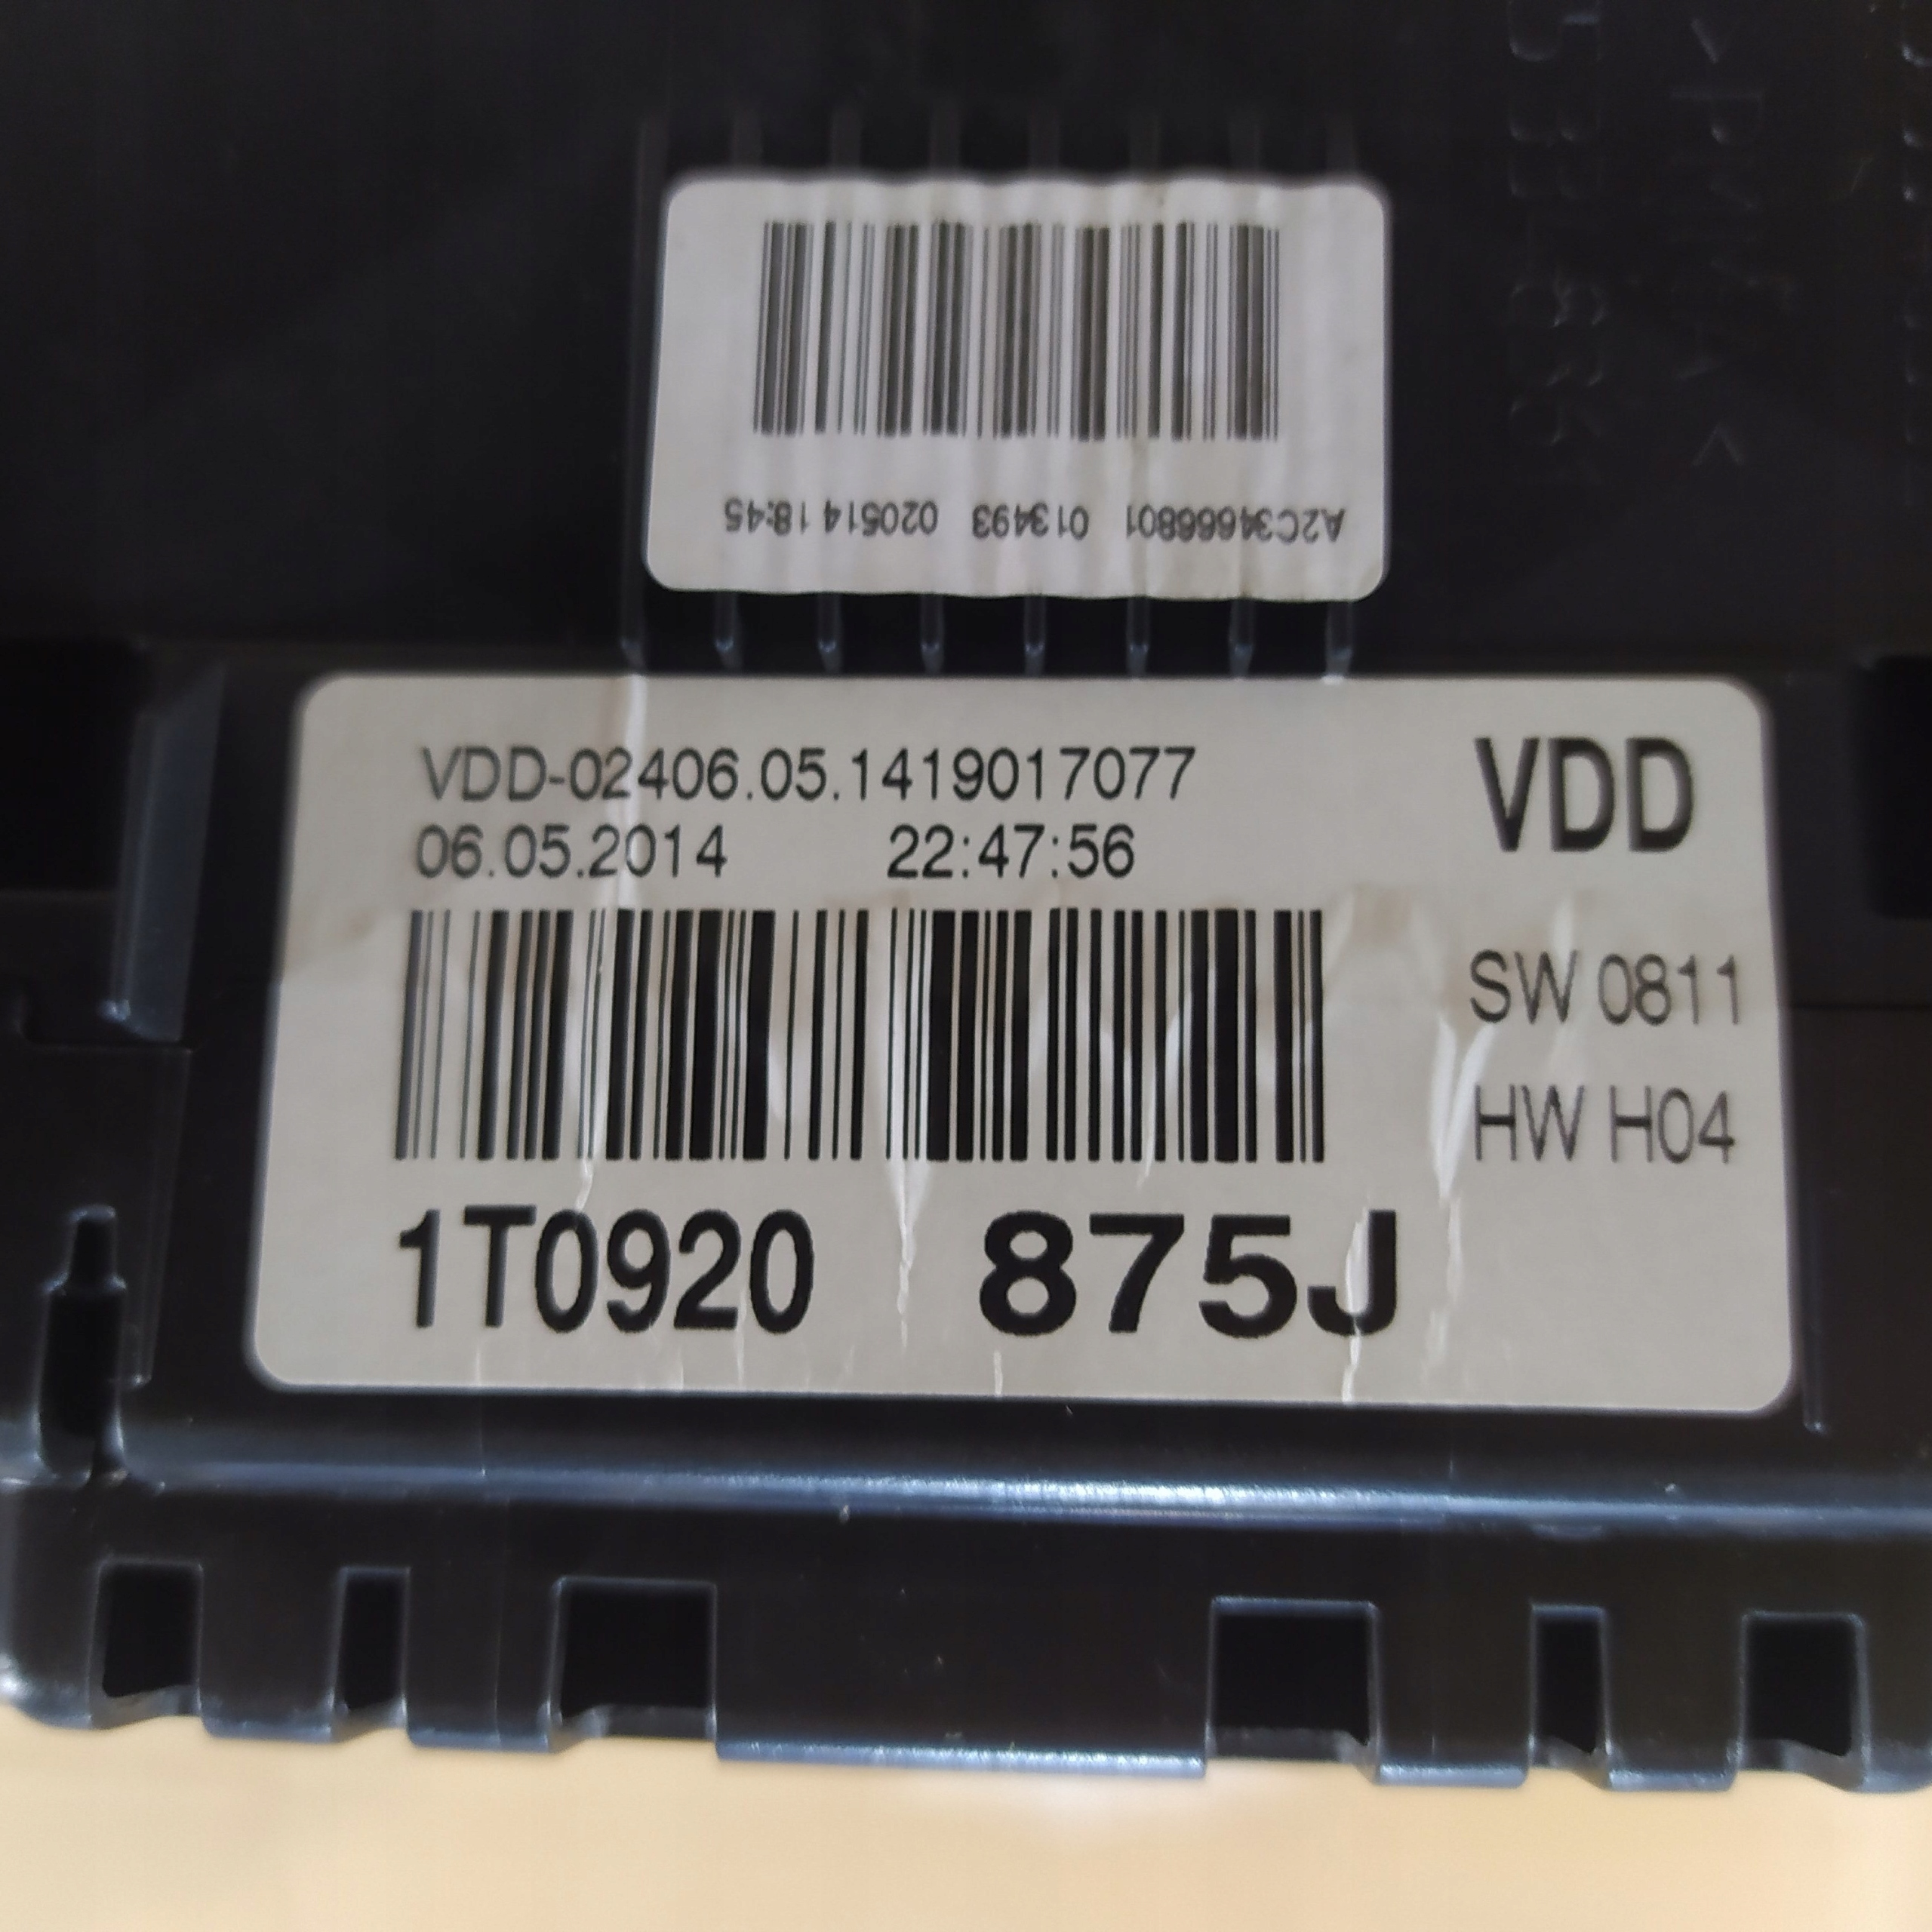 A2C34666801 013493 020514 18:45
VDD-02406.05.1419017077
06.05.2014 22:47:56
VDD
SW 0811
HW H04
1T0920 875J